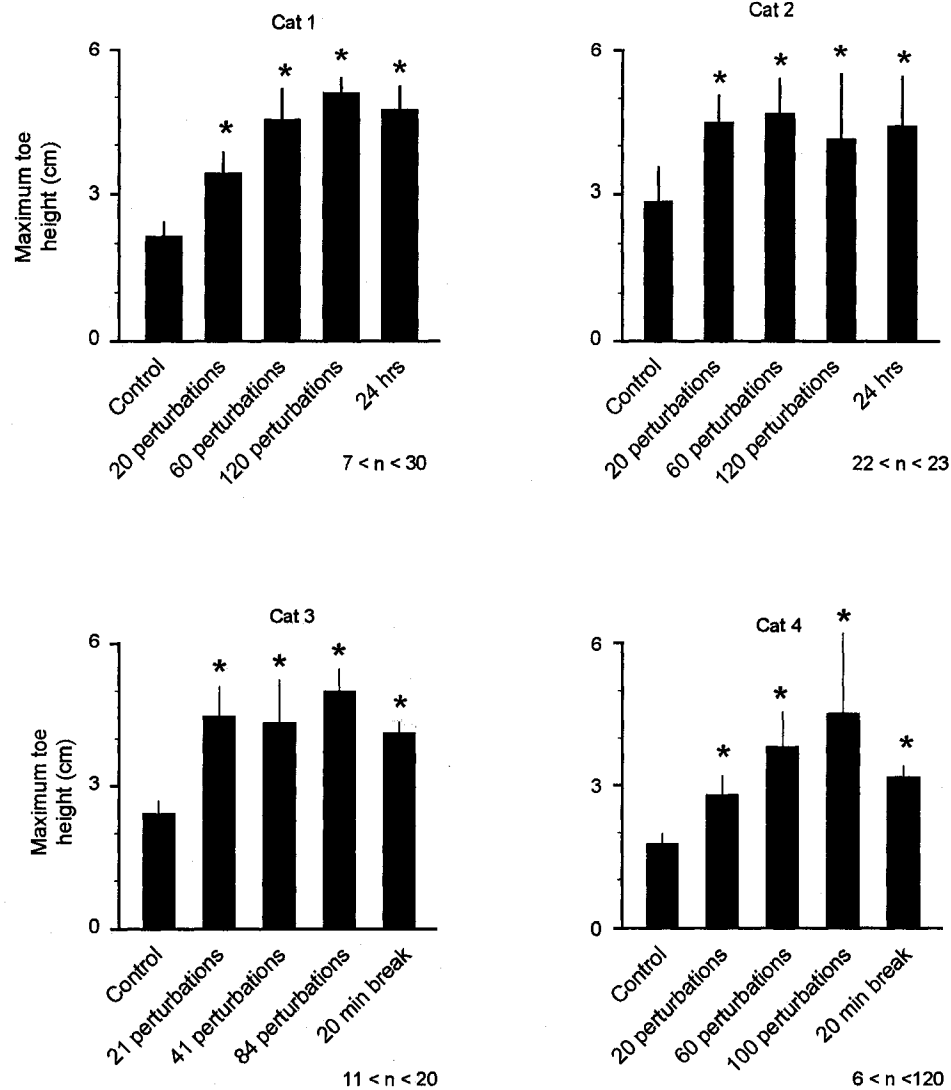 Cat 1
Maximum toe
height (cm)
6
3
0
*
*
*
*
Control
20 perturbations
60 perturbations
120 perturbations
24 hrs
7 < n < 30
Cat 2
6
3
0
*
*
*
*
Control
20 perturbations
60 perturbations
120 perturbations
24 hrs
22 < n < 23
Cat 3
Maximum toe
height (cm)
6
3
0
*
*
*
*
Control
21 perturbations
41 perturbations
84 perturbations
20 min break
11 < n < 20
Cat 4
6
3
0
*
*
*
*
Control
20 perturbations
60 perturbations
100 perturbations
20 min break
6 < n <120